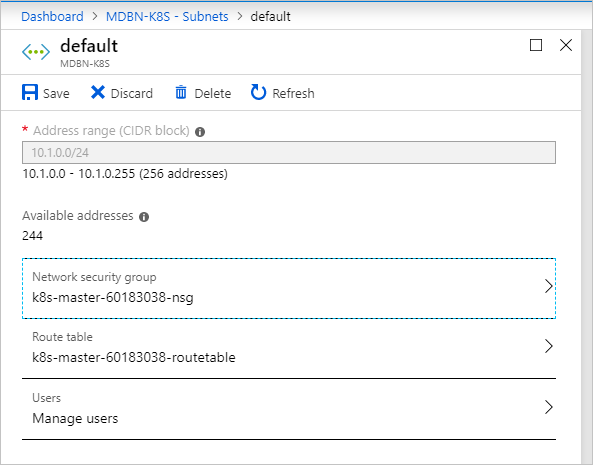 Dashboard > MDBN-K8S - Subnets > default
default
MDBN-K8S
Save Discard Delete Refresh
* Address range (CIDR block)
10.1.0.0/24
10.1.0.0 - 10.1.0.255 (256 addresses)
Available addresses
244
Network security group
k8s-master-60183038-nsg
Route table
k8s-master-60183038-routetable
Users
Manage users